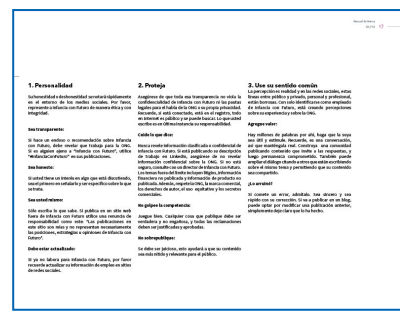 1. Personalidad
Su honestidad o deshonestidad se notará rápidamente
en el entorno de los medios sociales. Por favor,
represente a Infancia con Futuro de manera ética y con
integridad.
Sea transparente:
Si hace un endoso o recomendación sobre Infancia
con Futuro, debe revelar que trabaja para la ONG.
Si es alguien ajeno a "Infancia con Futuro", utilice
"#InfanciaConFuturo" en sus publicaciones.
Sea honesto:
Si usted tiene un interés en algo que está discutiendo,
sea el primero en señalarlo y ser específico sobre lo que
se trata.
Sea usted mismo:
Sólo escriba lo que sabe. Si publica en un sitio web
fuera de Infancia con Futuro utilice una renuncia de
responsabilidad como este "Las publicaciones en
este sitio son mías y no representan necesariamente
las posiciones, estrategias u opiniones de Infancia con
Futuro".
Debe estar actualizado:
Si ya no labora para Infancia con Futuro, por favor
recuerde actualizar su información de empleo en sitios
de redes sociales.
2. Proteja
Asegúrese de que toda esa transparencia no viola la
confidencialidad de Infancia con Futuro ni las pautas
legales para el habla de la ONG o su propia privacidad.
Recuerde, si está conectado, está en el registro, todo
en internet es público y se puede buscar. Lo que usted
escribe es en última instancia su responsabilidad.
Cuide lo que dice:
Nunca revele información clasificada o confidencial de
Infancia con Futuro. Si está publicando su descripción
de trabajo en LinkedIn, asegúrese de no revelar
información confidencial sobre la ONG. Si no está
seguro, consulte con su director de Infancia con Futuro.
Los temas fuera del límite incluyen litigios, información
financiera no publicada e información de producto no
publicada. Además, respete la ONG, la marca comercial,
los derechos de autor, el uso equitativo y los secretos
comerciales.
No golpee la competencia:
Juegue bien. Cualquier cosa que publique debe ser
verdadera y no engañosa, y todas las reclamaciones
deben ser justificadas y aprobadas.
No sobrepublique:
Se debe ser juicioso, esto ayudará a que su contenido
sea más nítido y relevante para el público.
3. Use su sentido común
La percepción es realidad y en las redes sociales, estas
líneas entre público y privado, personal y profesional,
están borrosas. Con solo identificarse como empleado
de Infancia con Futuro, está creando percepciones
sobre su experiencia y sobre la ONG.
Agregue valor:
Hay millones de palabras por ahí, haga que la suya
sea útil y estimule. Recuerde, es una conversación,
así que manténgala real. Construya una comunidad
publicando contenido que invite a las respuestas, y
luego permanezca comprometido. También puede
ampliar el diálogo citando a otros que están escribiendo
sobre el mismo tema y permitiendo que su contenido
sea compartido.
¿Lo arruinó?
Si comete un error, admítalo. Sea sincero y sea
rápido con su corrección. Si va a publicar en un blog,
puede optar por modificar una publicación anterior,
simplemente deje claro que lo ha hecho.